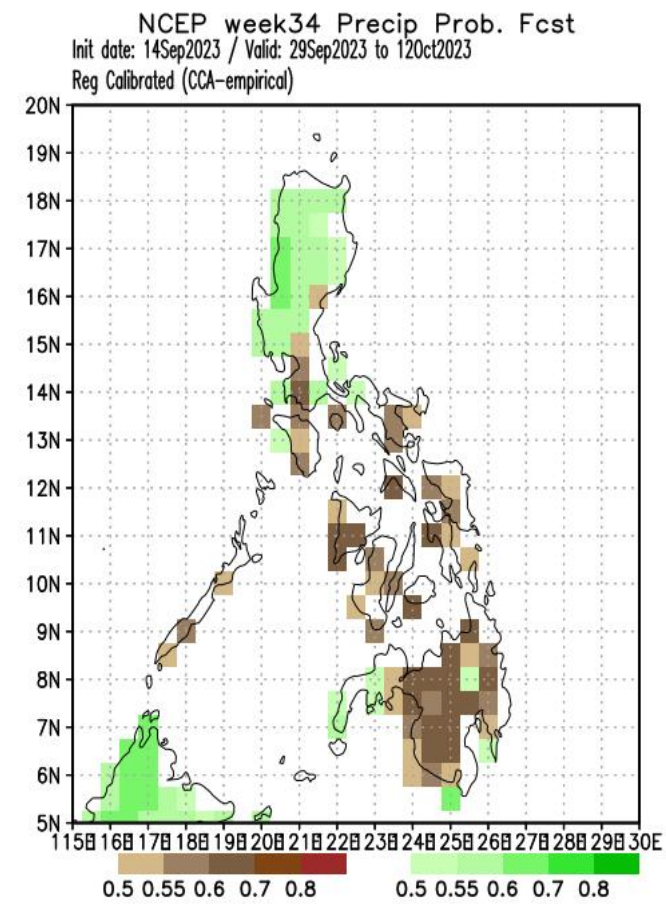 NCEP week34 Precip Prob. Fcst
Init date: 14Sep2023 / Valid: 29Sep2023 to 12Oct2023
Reg Calibrated (CCA-empirical)
20N
19N
18N
17N
16N
15N
14N
13N
12N
11N
10N
9N
8N
7N
6N
5N
115E 116E 117E 118E 119E 120E 121E 122E 123E 124E 125E 126E 127E 128E 129E 130E
0.5 0.55 0.6 0.7 0.8 0.5 0.55 0.6 0.7 0.8